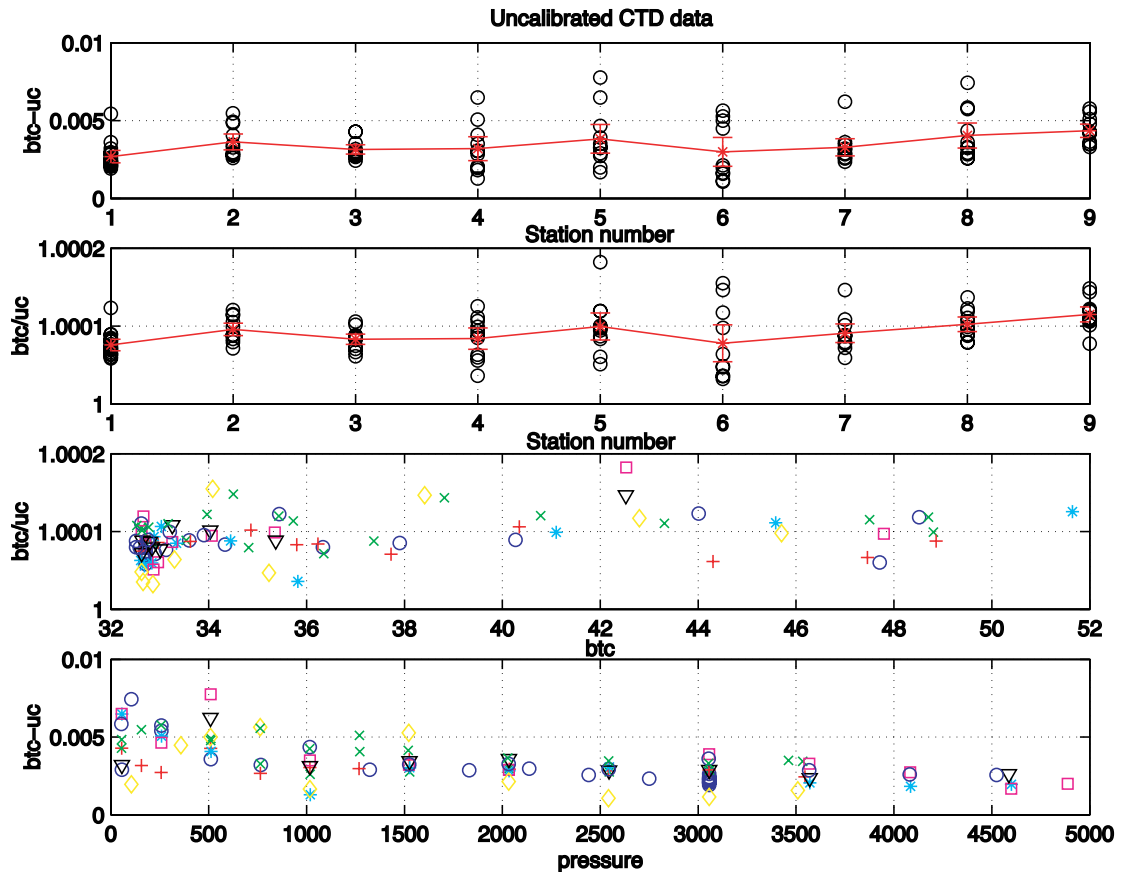 Uncalibrated CTD data
0.01
0.005
0
btc−uc
1 2 3 4 5 6 7 8 9
Station number
1.0002
1.0001
1
btc/uc
1 2 3 4 5 6 7 8 9
Station number
1.0002
1.0001
1
btc/uc
32 34 36 38 40 42 44 46 48 50 52
btc
0.01
0.005
0
btc−uc
0 500 1000 1500 2000 2500 3000 3500 4000 4500 5000
pressure